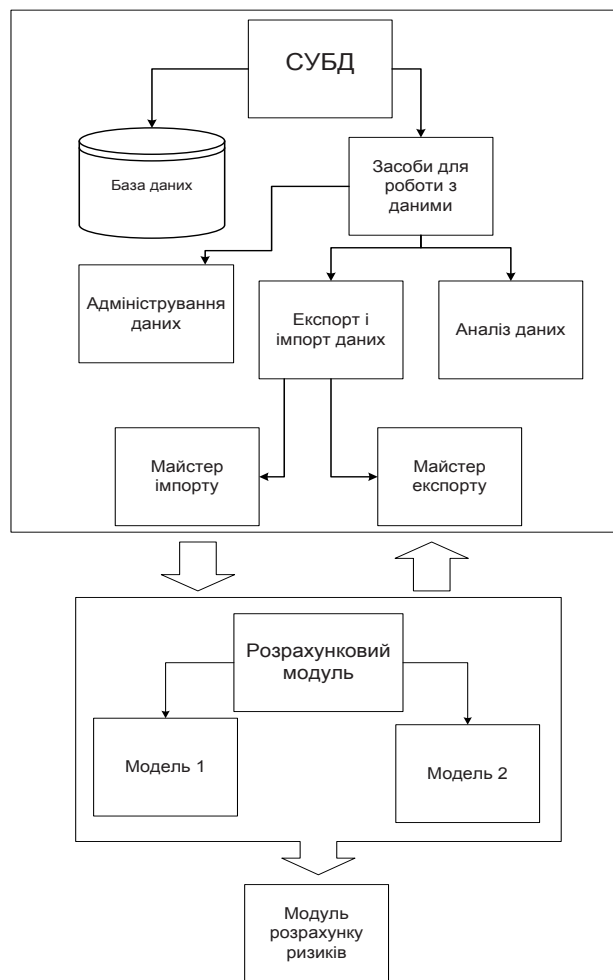 СУБД
База даних
Засоби для
роботи з
даними
Адміністрування
даних
Експорт і
імпорт даних
Аналіз даних
Майстер
імпорту
Майстер
експорту
Розрахунковий
модуль
Модель 1
Модель 2
Модуль
розрахунку
ризиків